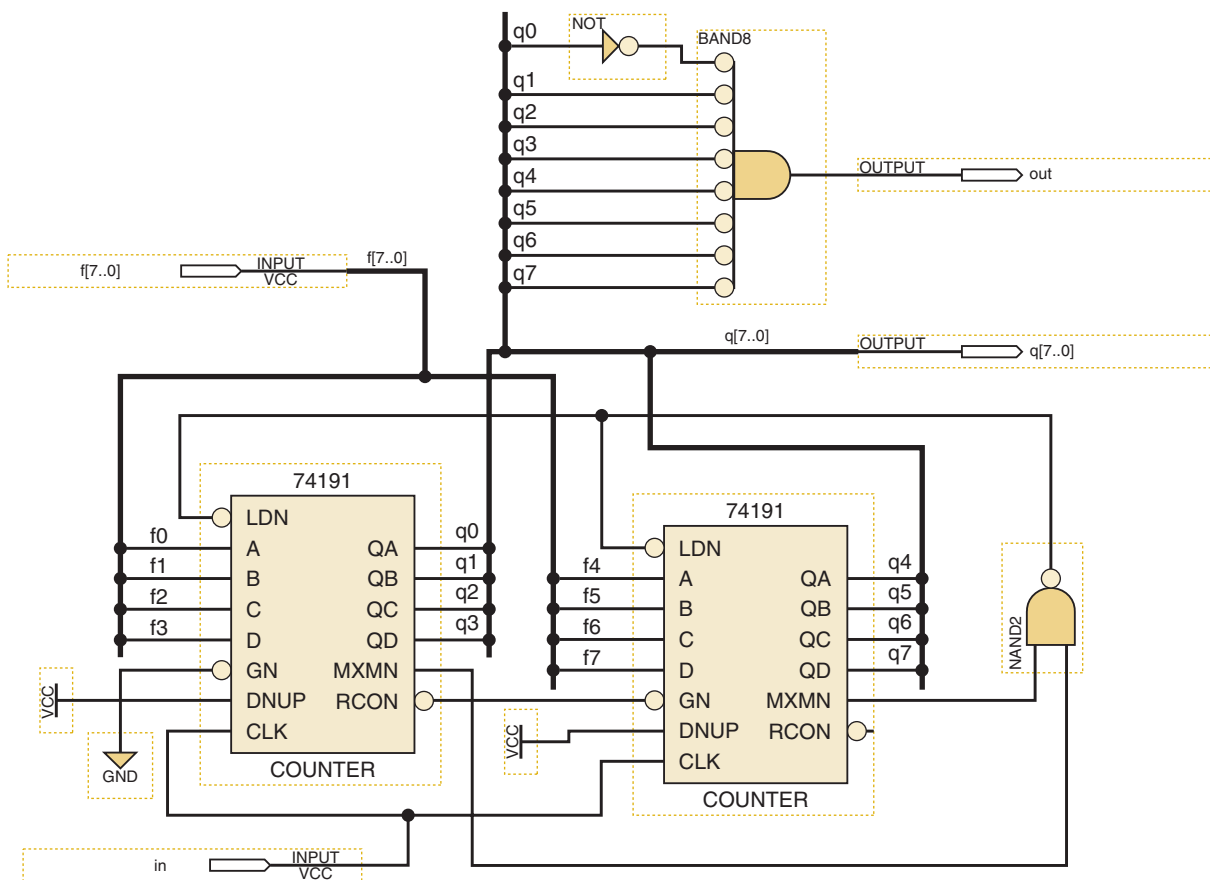 NOT
q0
BAND8
q1
q2
q3
q4
q5
q6
q7
OUTPUT
out
f[7..0]
INPUT
VCC
f[7..0]
q[7..0]
OUTPUT
q[7..0]
74191
LDN
f0
A
QA
q0
f1
B
QB
q1
f2
C
QC
q2
f3
D
QD
q3
GN
MXMN
VCC
DNUP
RCON
CLK
GND
COUNTER
74191
LDN
f4
A
QA
q4
f5
B
QB
q5
f6
C
QC
q6
f7
D
QD
q7
GN
MXMN
VCC
DNUP
RCON
CLK
COUNTER
NAND2
in
INPUT
VCC